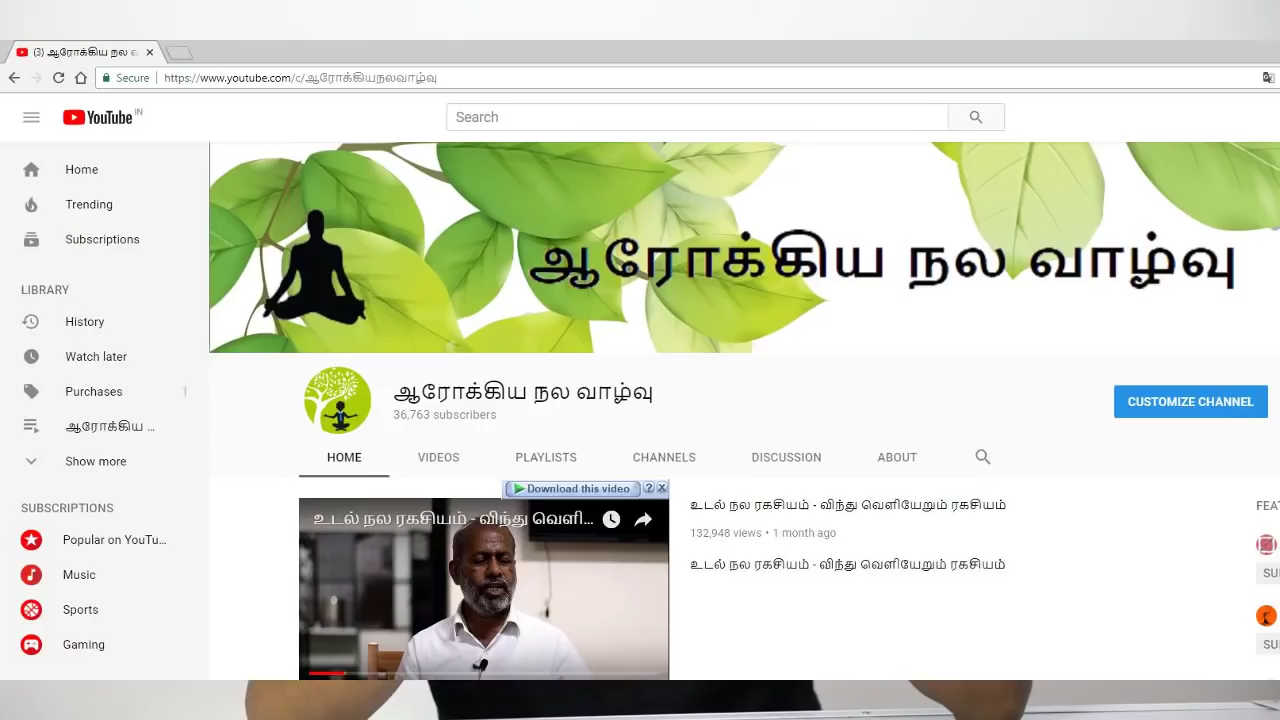 (3) ஆரோக்கிய நல வ
Secure https://www.youtube.com/c/ஆரோக்கியநலவாழ்வு
YouTube IN
Search
Home
Trending
Subscriptions
LIBRARY
History
Watch later
Purchases 1
ஆரோக்கிய ...
Show more
SUBSCRIPTIONS
Popular on YouTu...
Music
Sports
Gaming
ஆரோக்கிய நல வாழ்வு
ஆரோக்கிய நல வாழ்வு
36,763 subscribers
CUSTOMIZE CHANNEL
HOME VIDEOS PLAYLISTS CHANNELS DISCUSSION ABOUT
Download this video ? X
உடல் நல ரகசியம் - விந்து வெளி...
உடல் நல ரகசியம் - விந்து வெளியேறும் ரகசியம்
132,948 views • 1 month ago
உடல் நல ரகசியம் - விந்து வெளியேறும் ரகசியம்
FEAT
SU
SU